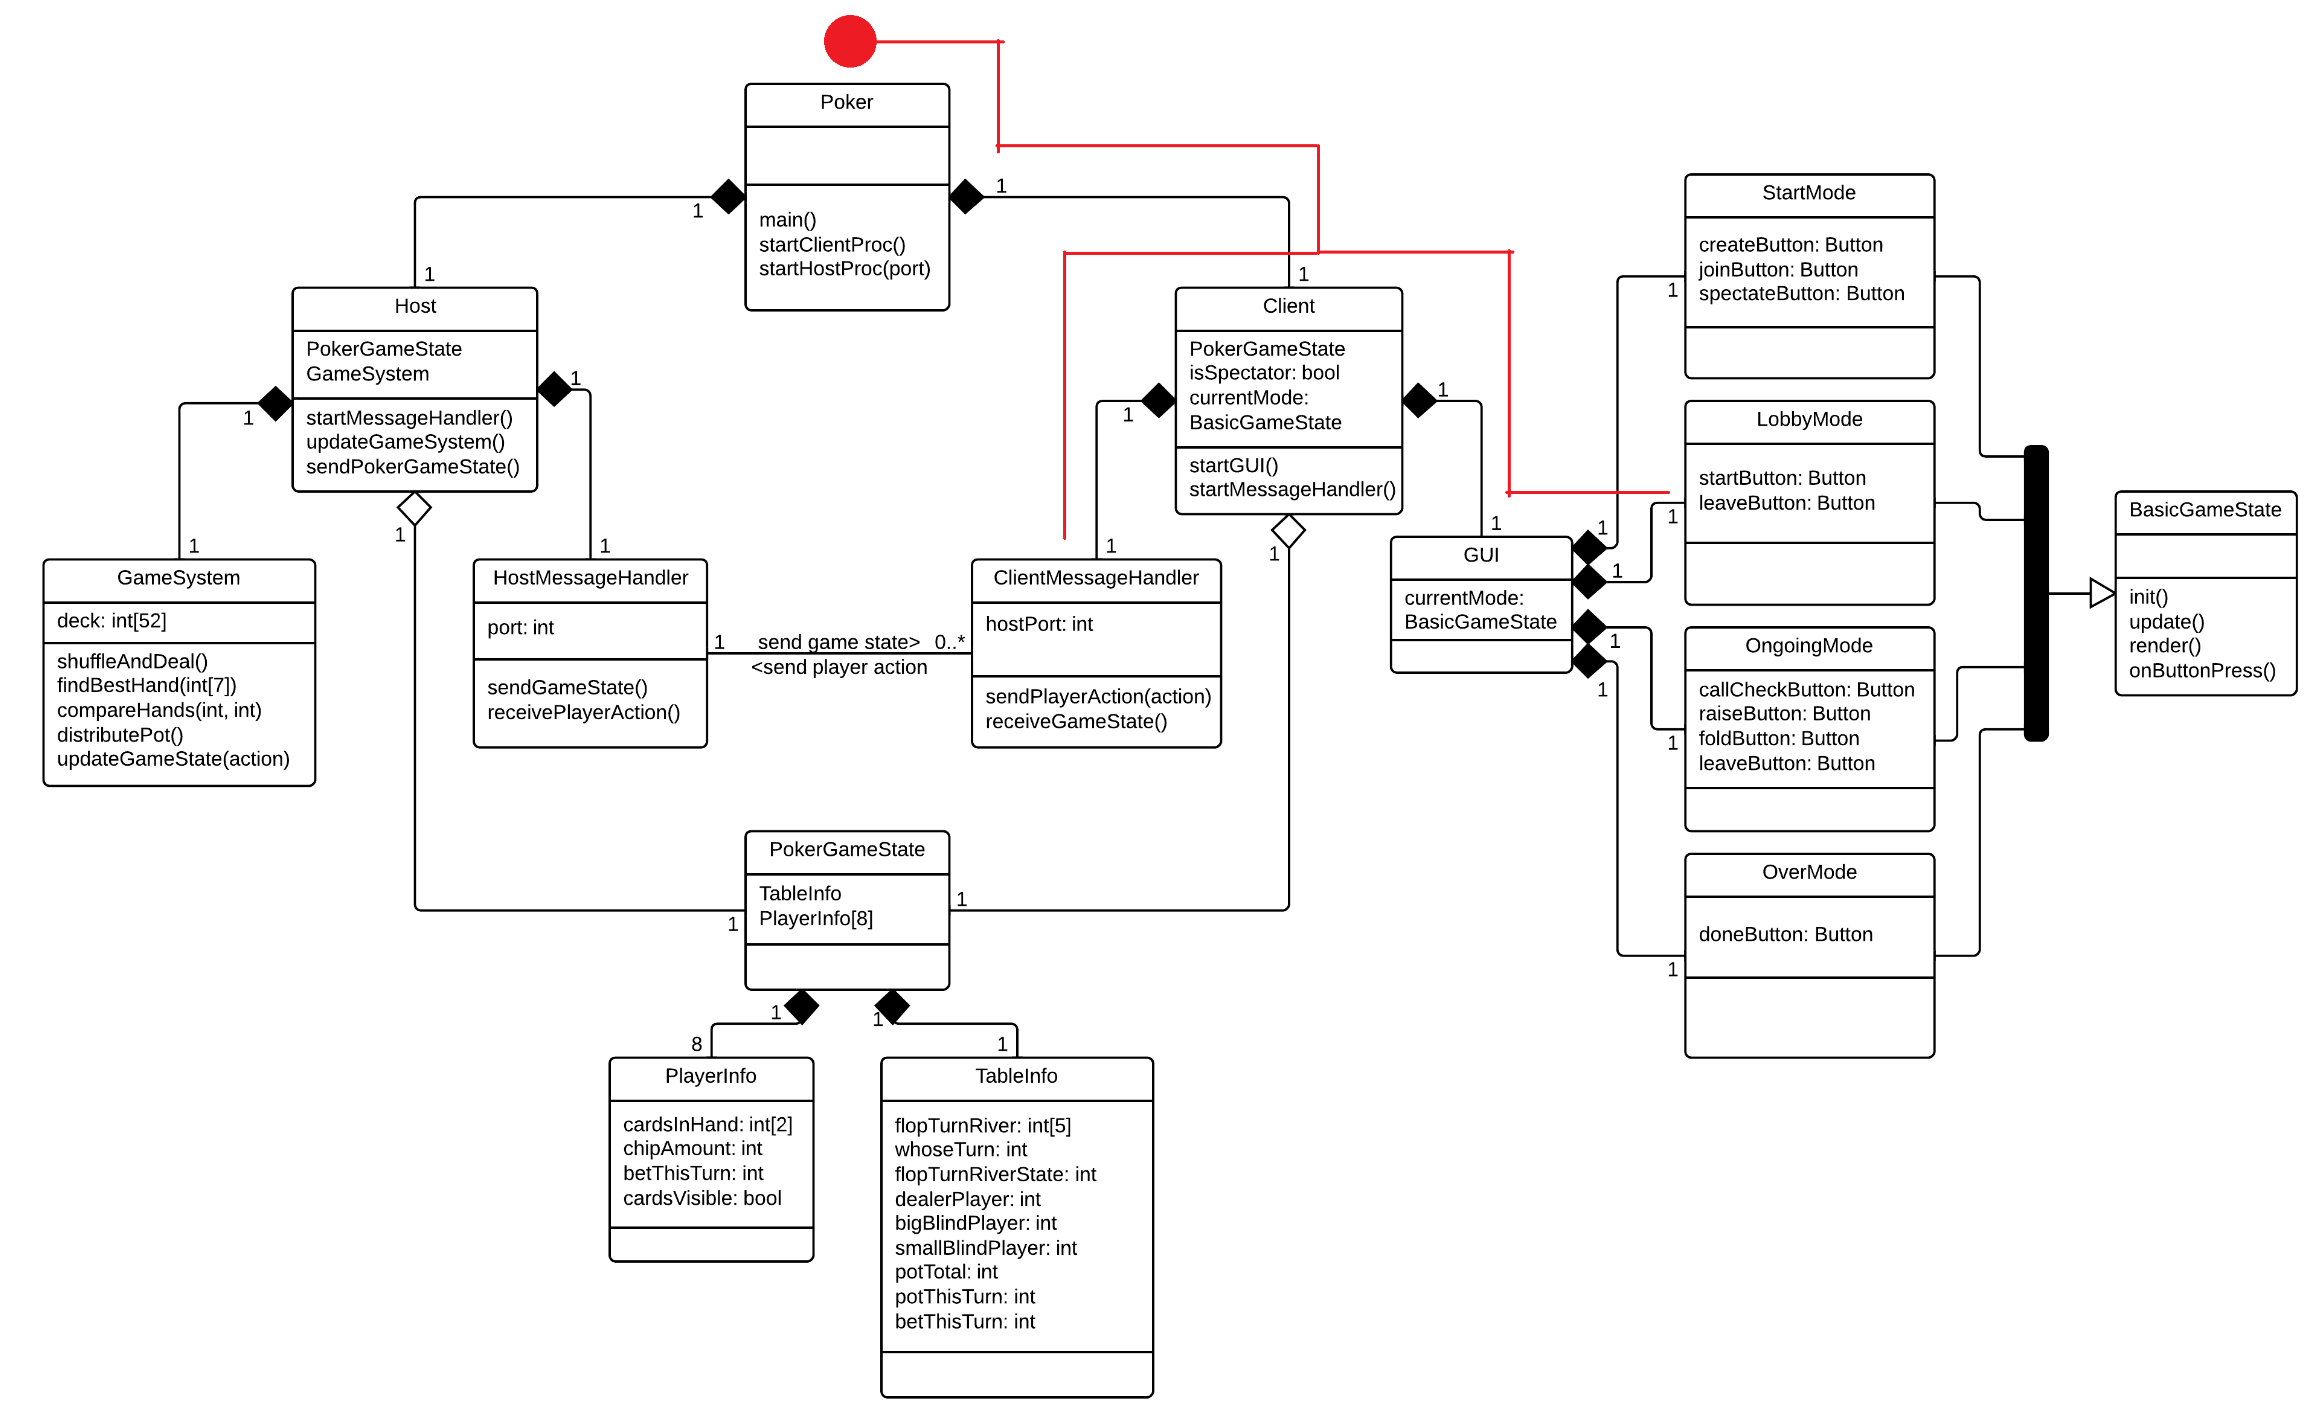 Poker
main()
startClientProc()
startHostProc(port)
1
1
1
1
Host
PokerGameState
GameSystem
startMessageHandler()
updateGameSystem()
sendPokerGameState()
1
1
1
1
1
Client
PokerGameState
isSpectator: bool
currentMode:
BasicGameState
startGUI()
startMessageHandler()
1
1
1
1
1
GameSystem
deck: int[52]
shuffleAndDeal()
findBestHand(int[7])
compareHands(int, int)
distributePot()
updateGameState(action)
HostMessageHandler
port: int
sendGameState()
receivePlayerAction()
1 send game state> 0..*
<send player action
ClientMessageHandler
hostPort: int
sendPlayerAction(action)
receiveGameState()
GUI
currentMode:
BasicGameState
1
1
1
1
1
1
1
1
StartMode
createButton: Button
joinButton: Button
spectateButton: Button
LobbyMode
startButton: Button
leaveButton: Button
OngoingMode
callCheckButton: Button
raiseButton: Button
foldButton: Button
leaveButton: Button
OverMode
doneButton: Button
BasicGameState
init()
update()
render()
onButtonPress()
PokerGameState
TableInfo
PlayerInfo[8]
1
1
1
1
8
1
PlayerInfo
cardsInHand: int[2]
chipAmount: int
betThisTurn: int
cardsVisible: bool
TableInfo
flopTurnRiver: int[5]
whoseTurn: int
flopTurnRiverState: int
dealerPlayer: int
bigBlindPlayer: int
smallBlindPlayer: int
potTotal: int
potThisTurn: int
betThisTurn: int